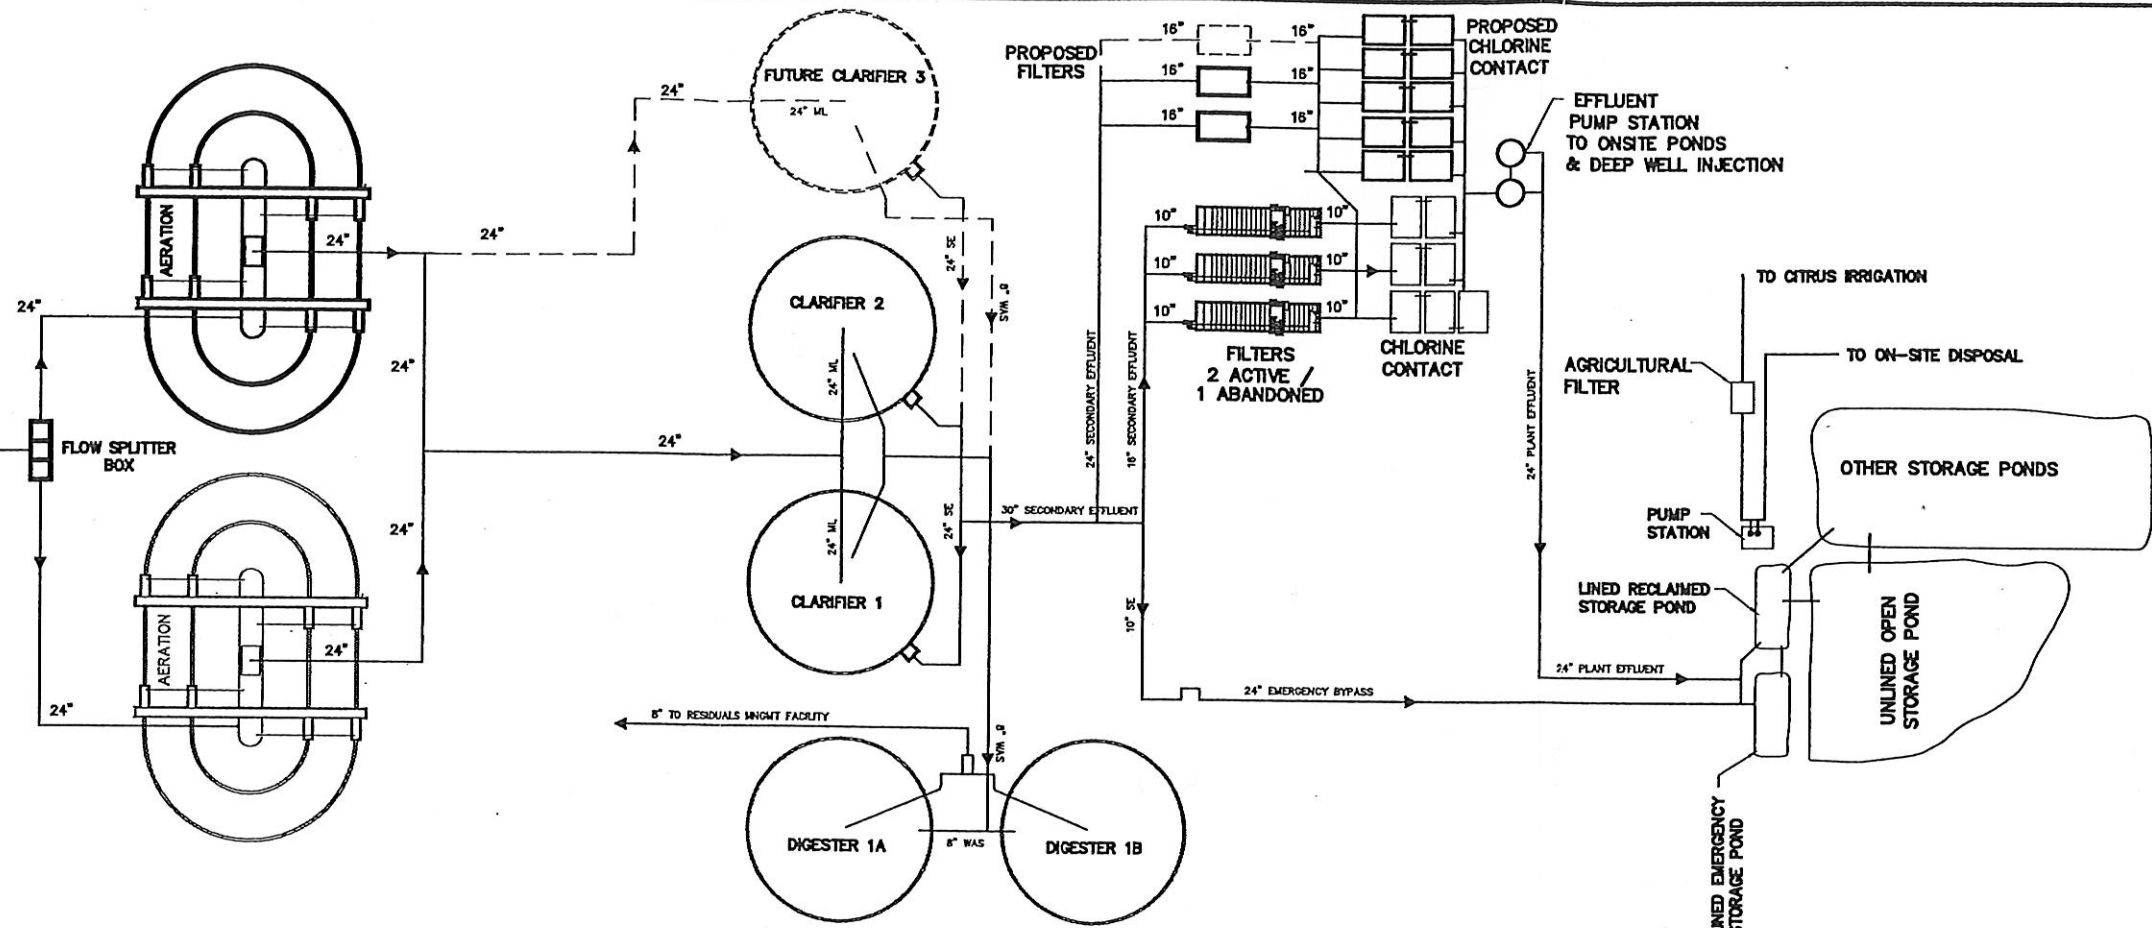 24"
AERATION
24"
FLOW SPLITTER
BOX
24"
AERATION
24"
24"
24"
24"
24"
24"
24"
FUTURE CLARIFIER 3
24" ML
CLARIFIER 2
24" ML
24" ML
CLARIFIER 1
24" SE
8" WAS
24" SE
30" SECONDARY EFFLUENT
8" TO RESIDUALS MNGMT FACILITY
8" WAS
DIGESTER 1A
8" WAS
DIGESTER 1B
PROPOSED
FILTERS
16"
16"
16"
16"
16"
16"
PROPOSED
CHLORINE
CONTACT
EFFLUENT
PUMP STATION
TO ONSITE PONDS
& DEEP WELL INJECTION
10"
10"
10"
10"
10"
10"
24" SECONDARY EFFLUENT
16" SECONDARY EFFLUENT
FILTERS
2 ACTIVE /
1 ABANDONED
CHLORINE
CONTACT
10" SE
24" EMERGENCY BYPASS
24" PLANT EFFLUENT
24" PLANT EFFLUENT
TO CITRUS IRRIGATION
TO ON-SITE DISPOSAL
AGRICULTURAL
FILTER
PUMP
STATION
OTHER STORAGE PONDS
LINED RECLAIMED
STORAGE POND
UNLINED OPEN
STORAGE POND
EMERGENCY
POND